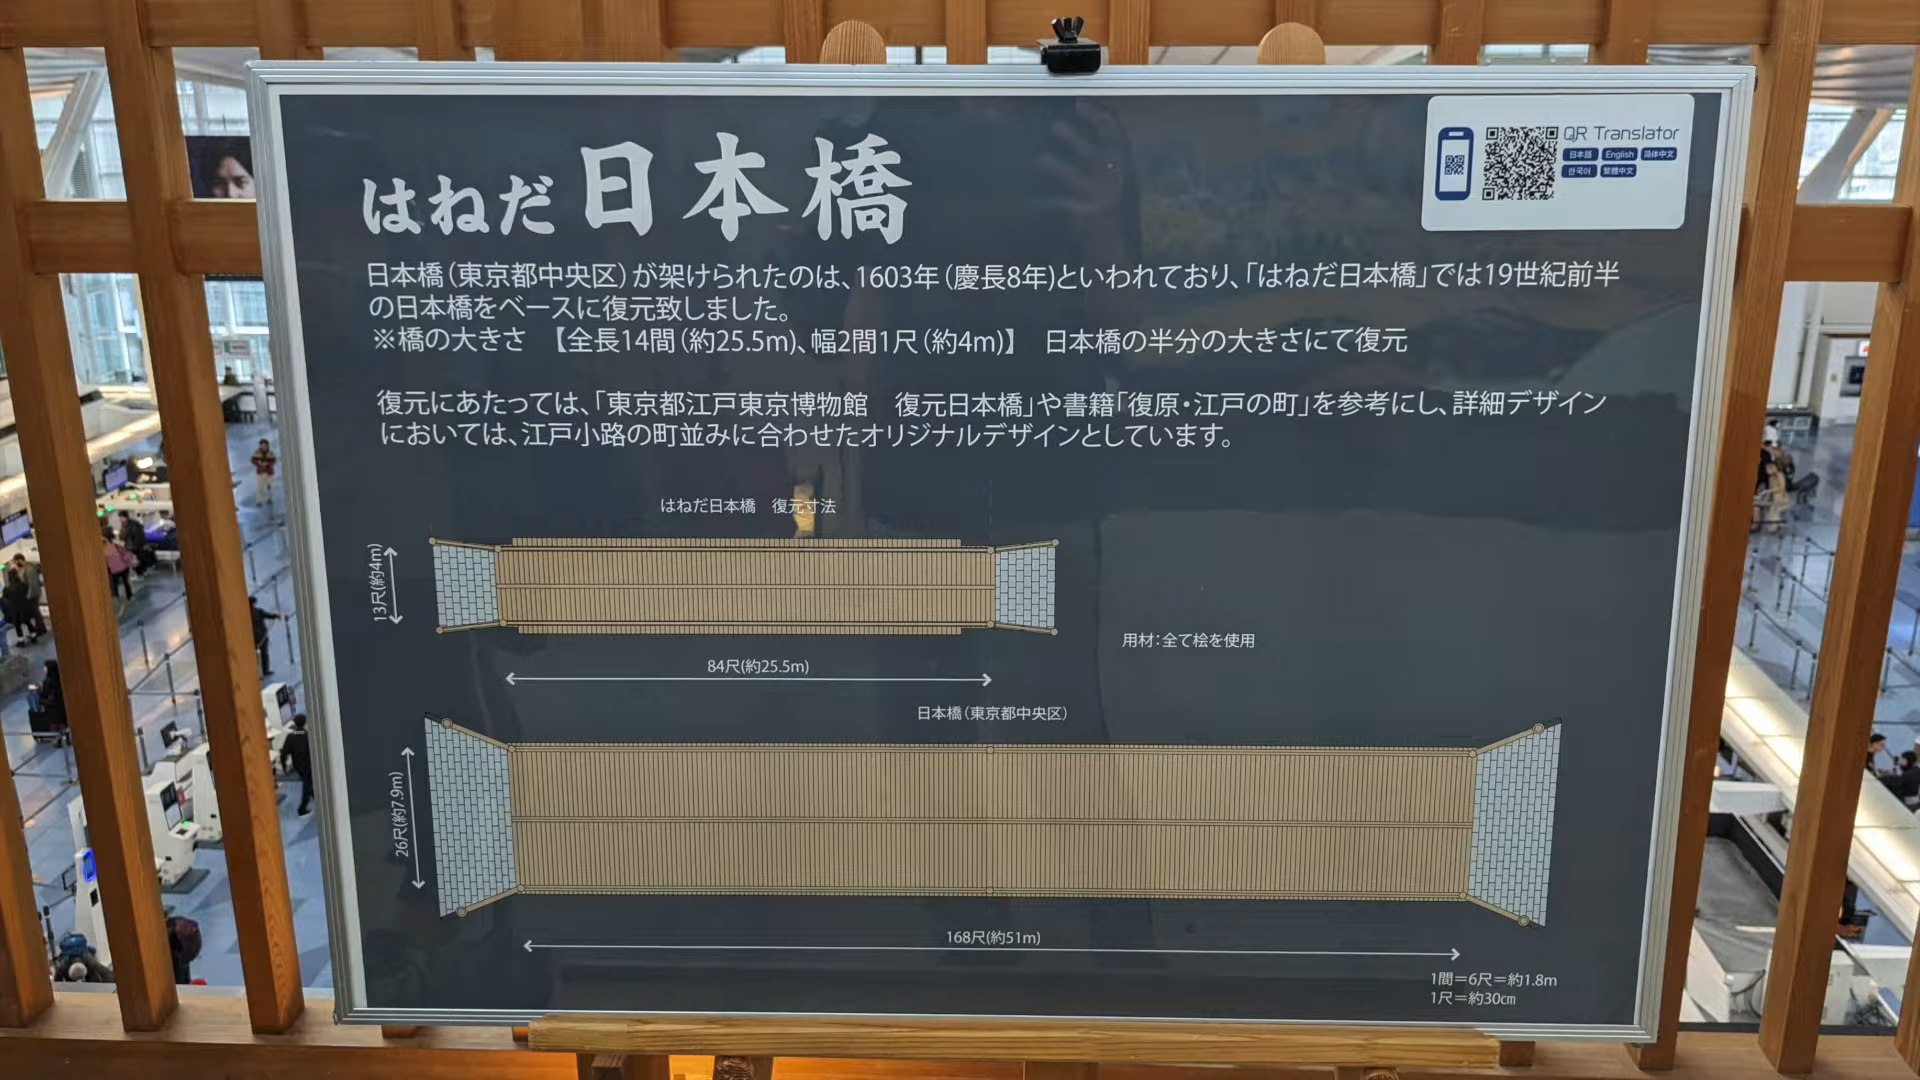 はねだ日本橋
QR Translator
日本語 English 简体中文
한국어 繁體中文
日本橋(東京都中央区)が架けられたのは、1603年(慶長8年)といわれており、「はねだ日本橋」では19世紀前半
の日本橋をベースに復元致しました。
※橋の大きさ 【全長14間(約25.5m)、幅2間1尺(約4m)】 日本橋の半分の大きさにて復元
復元にあたっては、「東京都江戸東京博物館 復元日本橋」や書籍「復原・江戸の町」を参考にし、詳細デザイン
においては、江戸小路の町並みに合わせたオリジナルデザインとしています。
はねだ日本橋 復元寸法
13尺(約4m)
用材:全て桧を使用
84尺(約25.5m)
日本橋(東京都中央区)
26尺(約7.9m)
168尺(約51m)
1間=6尺=約1.8m
1尺=約30㎝